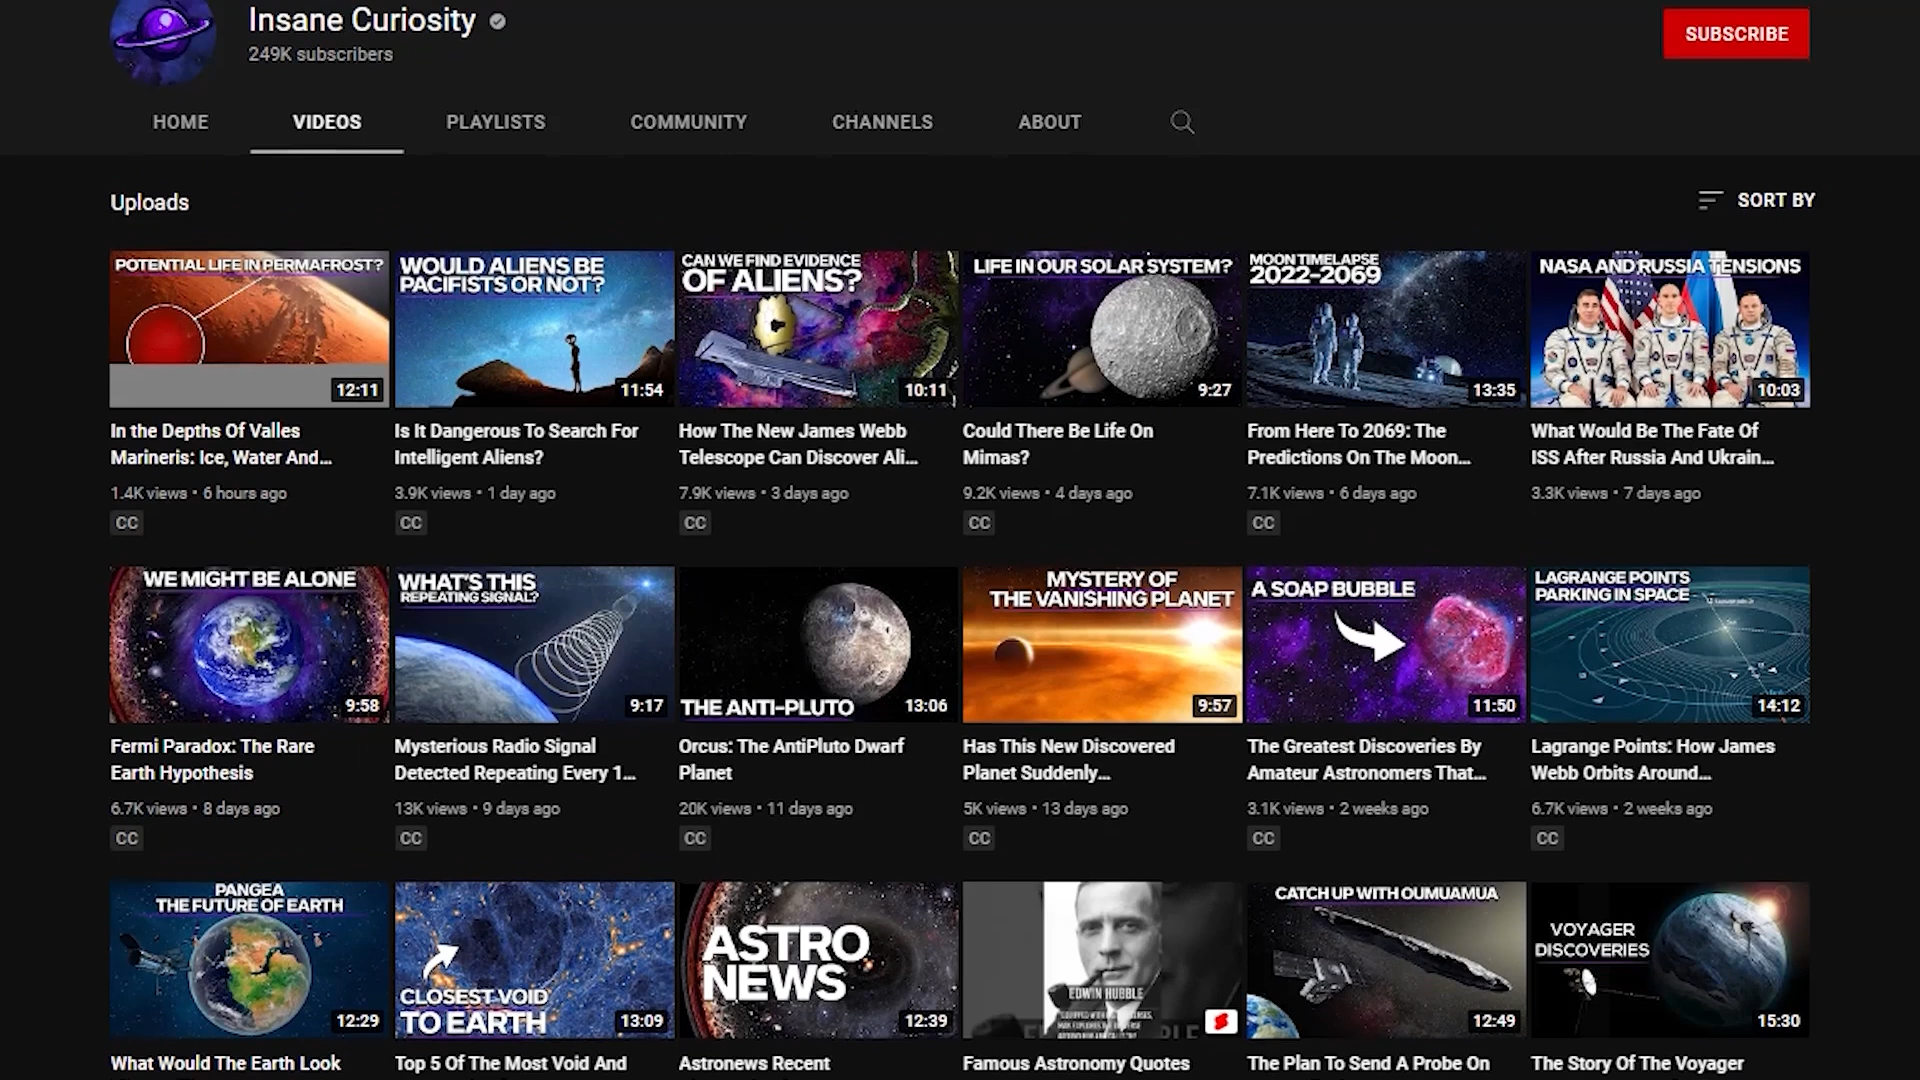 Insane Curiosity
249K subscribers
SUBSCRIBE
HOME
VIDEOS
PLAYLISTS
COMMUNITY
CHANNELS
ABOUT
Uploads
SORT BY
POTENTIAL LIFE IN PERMAFROST?
12:11
WOULD ALIENS BE
PACIFISTS OR NOT?
11:54
CAN WE FIND EVIDENCE
OF ALIENS?
10:11
LIFE IN OUR SOLAR SYSTEM?
9:27
MOON TIMELAPSE
2022-2069
13:35
NASA AND RUSSIA TENSIONS
10:03
In the Depths Of Valles
Marineris: Ice, Water And...
1.4K views • 6 hours ago
CC
Is It Dangerous To Search For
Intelligent Aliens?
3.9K views • 1 day ago
CC
How The New James Webb
Telescope Can Discover Ali...
7.9K views • 3 days ago
CC
Could There Be Life On
Mimas?
9.2K views • 4 days ago
CC
From Here To 2069: The
Predictions On The Moon...
7.1K views • 6 days ago
CC
What Would Be The Fate Of
ISS After Russia And Ukrain...
3.3K views • 7 days ago
WE MIGHT BE ALONE
9:58
WHAT'S THIS
REPEATING SIGNAL?
9:17
THE ANTI-PLUTO
13:06
MYSTERY OF
THE VANISHING PLANET
9:57
A SOAP BUBBLE
11:50
LAGRANGE POINTS
PARKING IN SPACE
14:12
Fermi Paradox: The Rare
Earth Hypothesis
6.7K views • 8 days ago
CC
Mysterious Radio Signal
Detected Repeating Every 1...
13K views • 9 days ago
CC
Orcus: The AntiPluto Dwarf
Planet
20K views • 11 days ago
CC
Has This New Discovered
Planet Suddenly...
5K views • 13 days ago
CC
The Greatest Discoveries By
Amateur Astronomers That...
3.1K views • 2 weeks ago
CC
Lagrange Points: How James
Webb Orbits Around...
6.7K views • 2 weeks ago
CC
PANGEA
THE FUTURE OF EARTH
12:29
CLOSEST VOID
TO EARTH
13:09
ASTRO
NEWS
12:39
EDWIN HUBBLE
CATCH UP WITH OUMUAMUA
12:49
VOYAGER
DISCOVERIES
15:30
What Would The Earth Look
Top 5 Of The Most Void And
Astronews Recent
Famous Astronomy Quotes
The Plan To Send A Probe On
The Story Of The Voyager